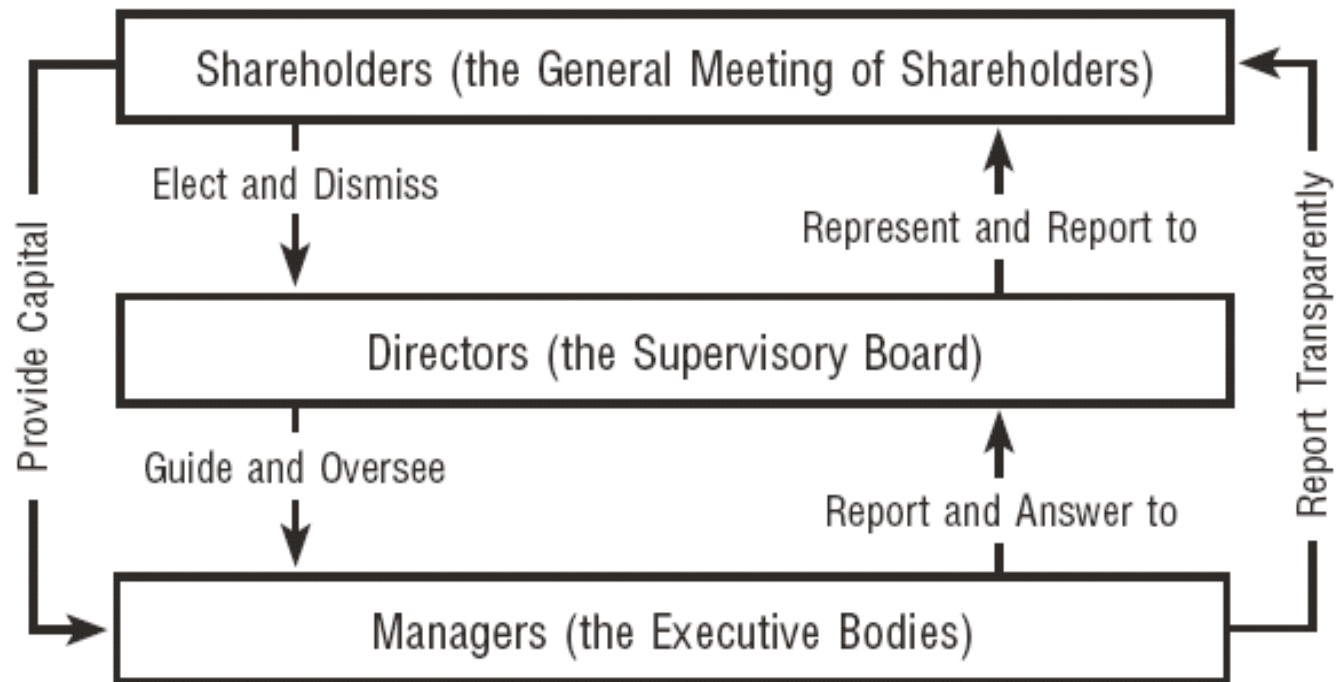 Shareholders (the General Meeting of Shareholders)
Elect and Dismiss
Represent and Report to
Provide Capital
Report Transparently
Directors (the Supervisory Board)
Guide and Oversee
Report and Answer to
Managers (the Executive Bodies)